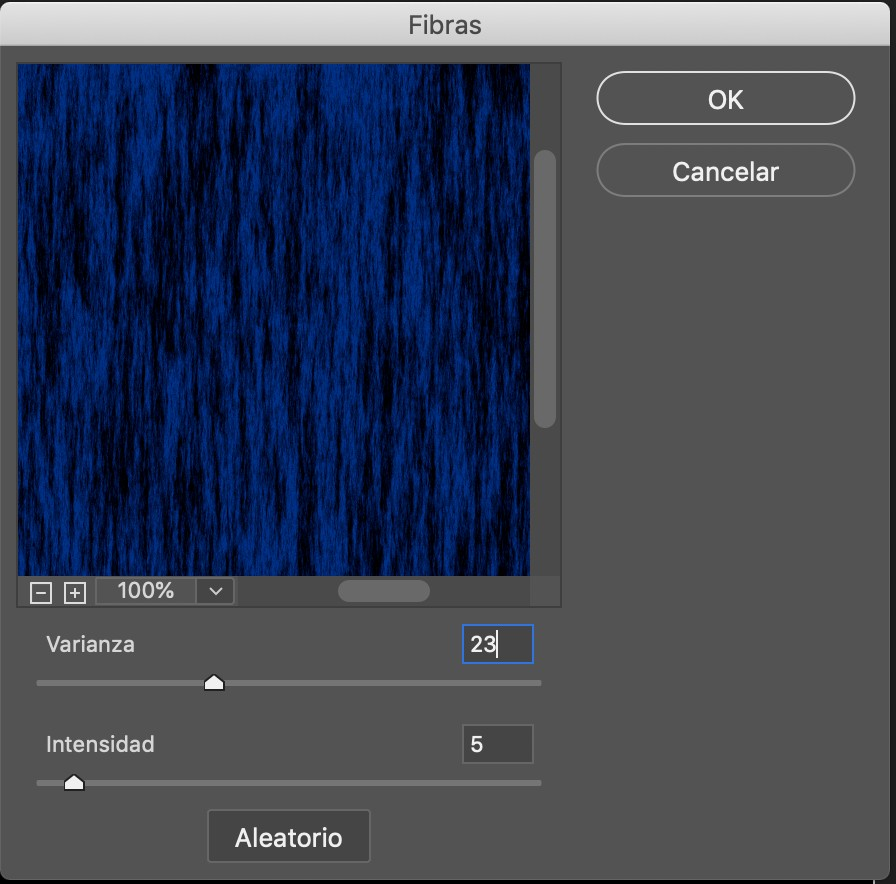 Fibras
OK
Cancelar
100%
Varianza
23
Intensidad
5
Aleatorio